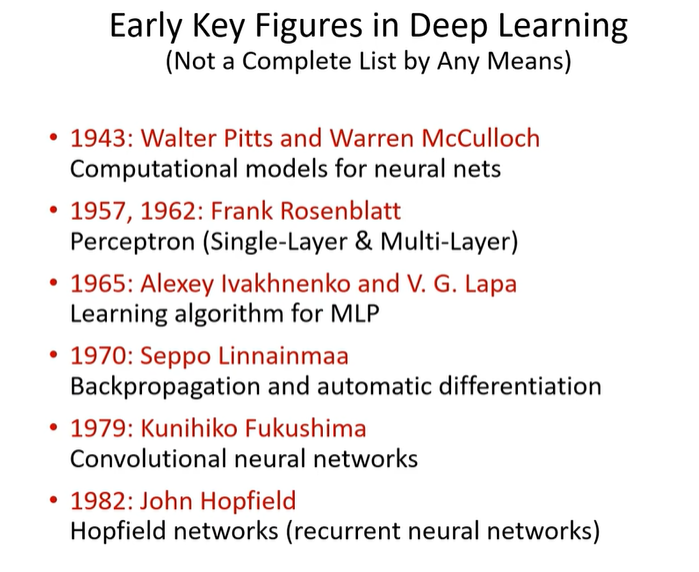 Early Key Figures in Deep Learning
(Not a Complete List by Any Means)
• 1943: Walter Pitts and Warren McCulloch
Computational models for neural nets
• 1957, 1962: Frank Rosenblatt
Perceptron (Single-Layer & Multi-Layer)
• 1965: Alexey Ivakhnenko and V. G. Lapa
Learning algorithm for MLP
• 1970: Seppo Linnainmaa
Backpropagation and automatic differentiation
• 1979: Kunihiko Fukushima
Convolutional neural networks
• 1982: John Hopfield
Hopfield networks (recurrent neural networks)